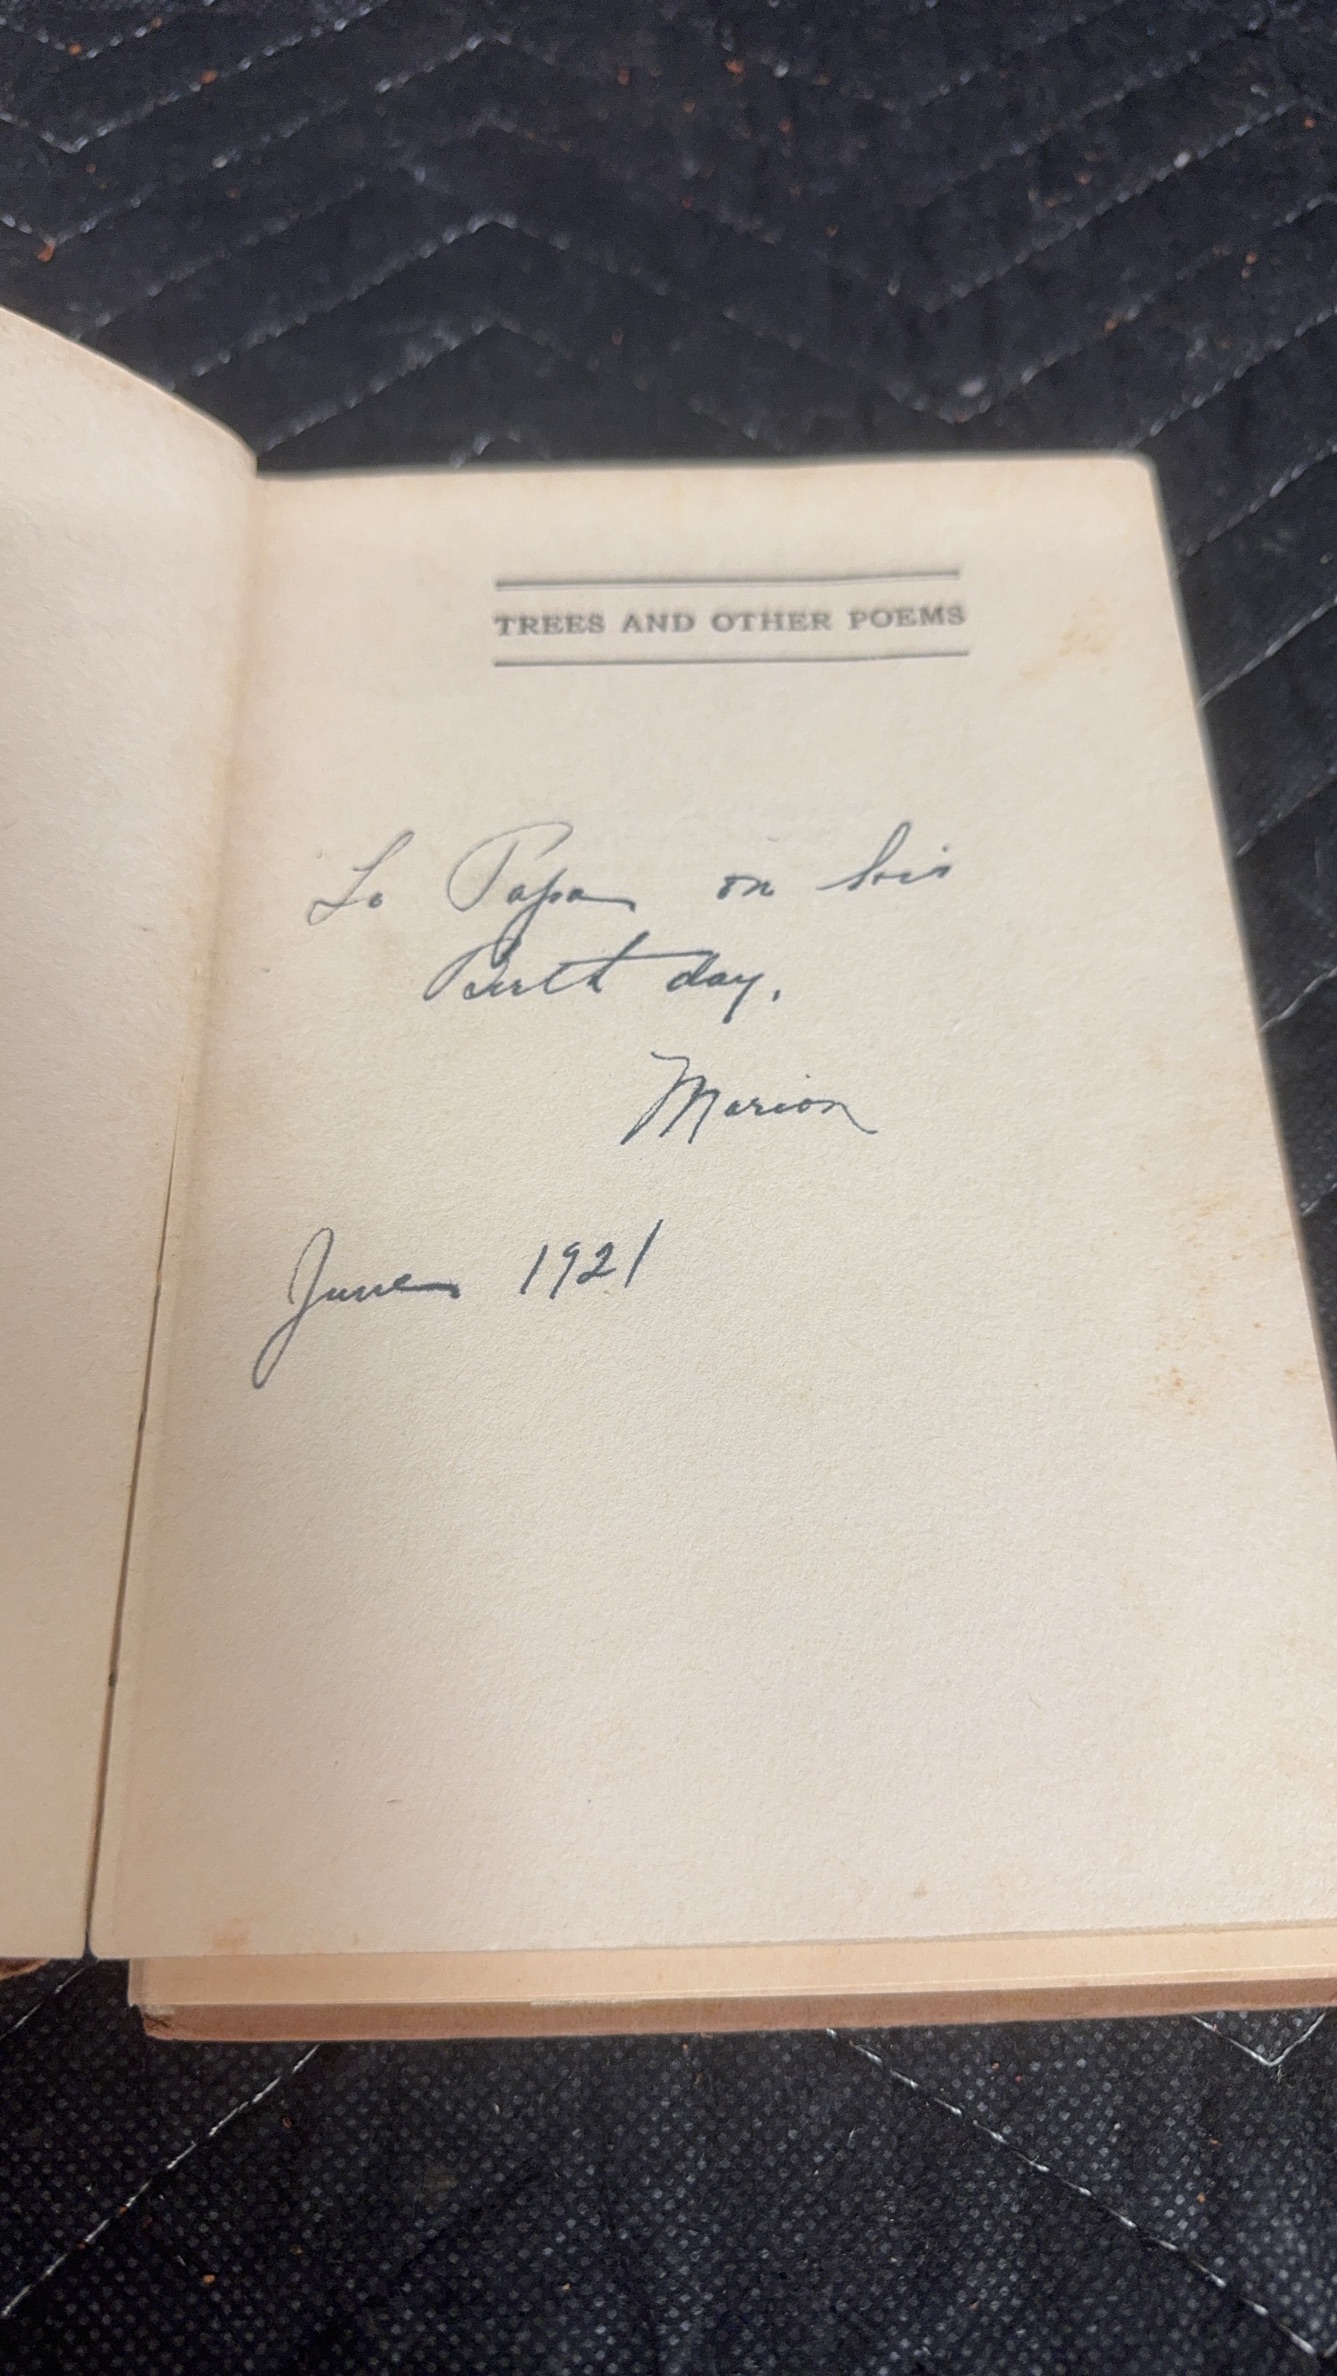 TREES AND OTHER POEMS
To Papa on his
Birth day.
Marion
June 1921